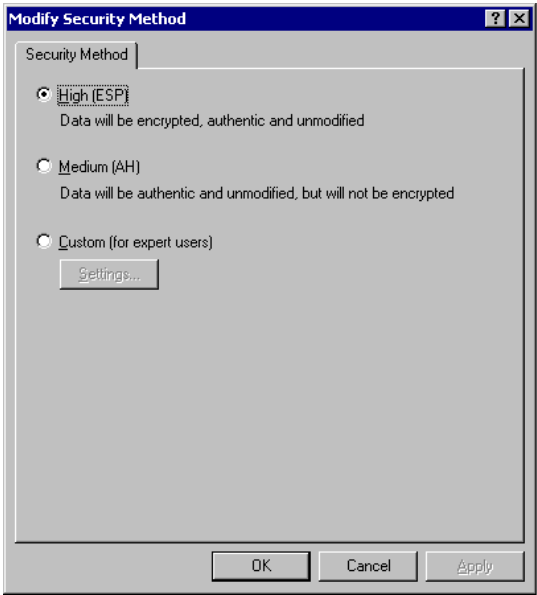 Modify Security Method
Security Method
High (ESP)
Data will be encrypted, authentic and unmodified
Medium (AH)
Data will be authentic and unmodified, but will not be encrypted
Custom (for expert users)
Settings...
OK Cancel Apply